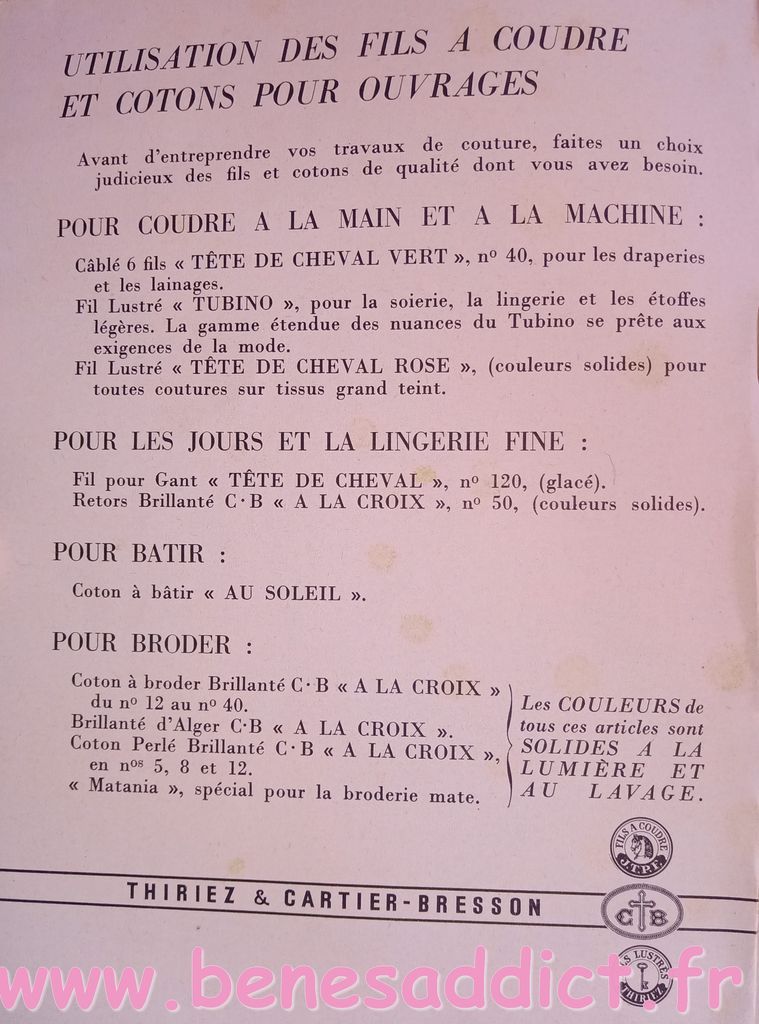 UTILISATION DES FILS A COUDRE
ET COTONS POUR OUVRAGES
Avant d'entreprendre vos travaux de couture, faites un choix
judicieux des fils et cotons de qualité dont vous avez besoin.
POUR COUDRE A LA MAIN ET A LA MACHINE :
Câblé 6 fils « TÊTE DE CHEVAL VERT », nº 40, pour les draperies
et les lainages.
Fil Lustré « TUBINO », pour la soierie, la lingerie et les étoffes
légères. La gamme étendue des nuances du Tubino se prête aux
exigences de la mode.
Fil Lustré « TÊTE DE CHEVAL ROSE », (couleurs solides) pour
toutes coutures sur tissus grand teint.
POUR LES JOURS ET LA LINGERIE FINE :
Fil pour Gant « TÊTE DE CHEVAL », nº 120, (glacé).
Retors Brillanté C·B « A LA CROIX », nº 50, (couleurs solides).
POUR BATIR :
Coton à bâtir « AU SOLEIL ».
POUR BRODER :
Coton à broder Brillanté C·B « A LA CROIX »
du nº 12 au nº 40.
Brillanté d'Alger C·B « A LA CROIX ».
Coton Perlé Brillanté C·B « A LA CROIX »,
en nos 5, 8 et 12.
« Matania », spécial pour la broderie mate.
Les COULEURS de
tous ces articles sont
SOLIDES A LA
LUMIÈRE ET
AU LAVAGE.
FILS A COUDRE
J.T.P.F.
THIRIEZ & CARTIER-BRESSON
C B
LUSTRÉS
THIRIEZ
www.benesaddict.fr